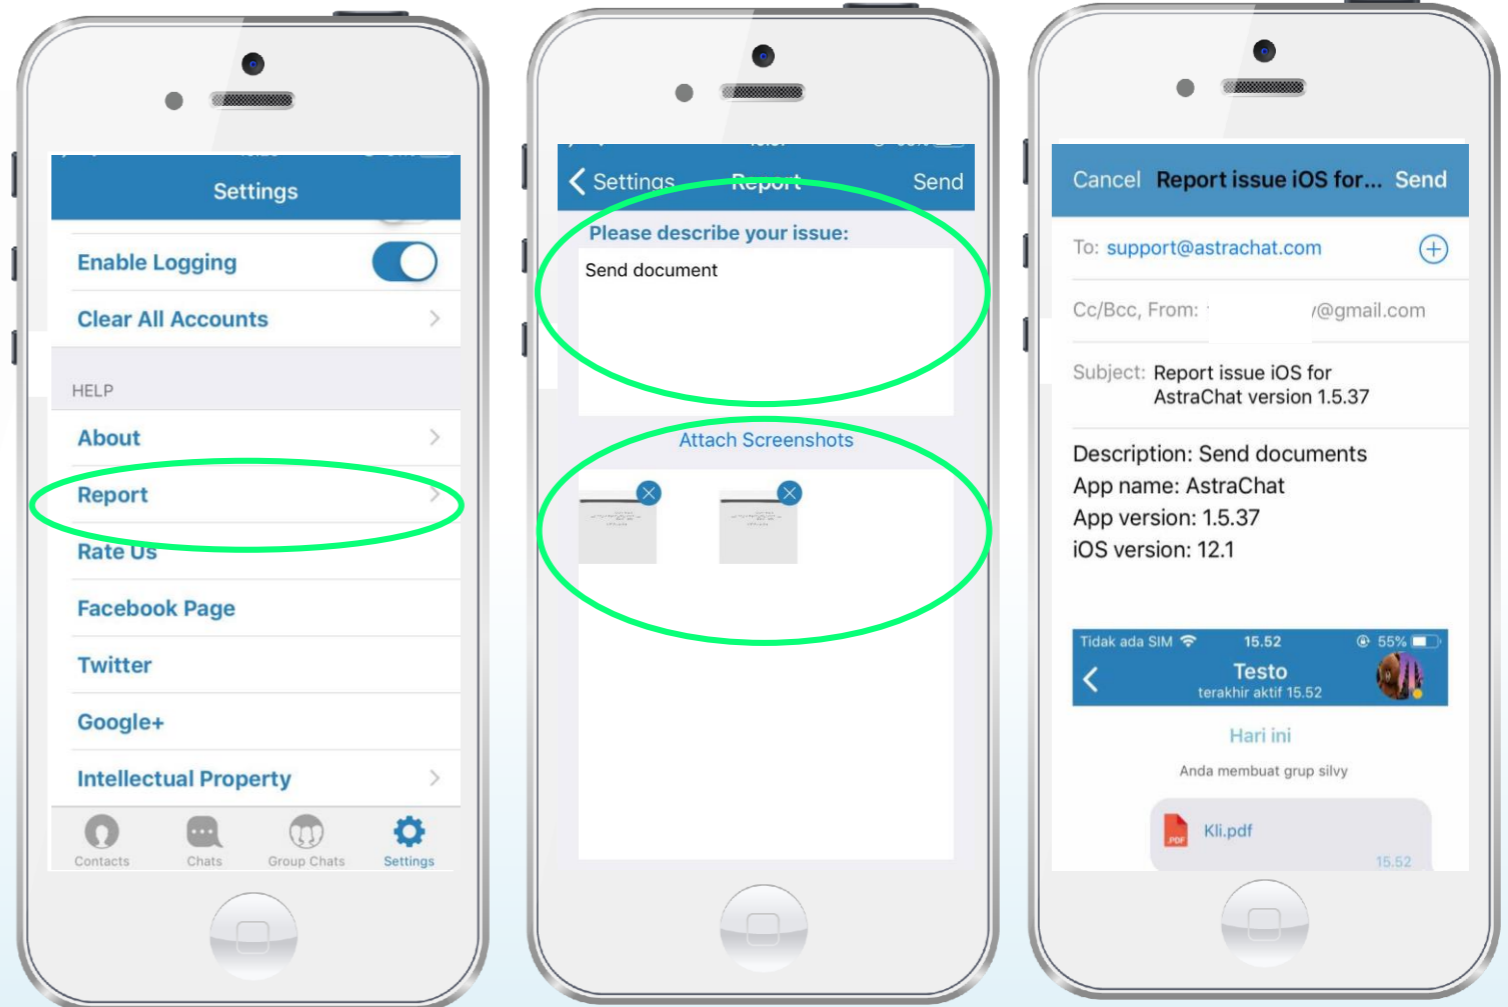 Settings
Enable Logging
Clear All Accounts
HELP
About
Report
Rate Us
Facebook Page
Twitter
Google+
Intellectual Property
Contacts Chats Group Chats Settings
Settings Report Send
Please describe your issue:
Send document
Attach Screenshots
Cancel Report issue iOS for... Send
To: support@astrachat.com
Cc/Bcc, From: @gmail.com
Subject: Report issue iOS for
AstraChat version 1.5.37
Description: Send documents
App name: AstraChat
App version: 1.5.37
iOS version: 12.1
Tidak ada SIM 15.52 55%
Testo
terakhir aktif 15.52
Hari ini
Anda membuat grup silvy
PDF Kli.pdf
15.52